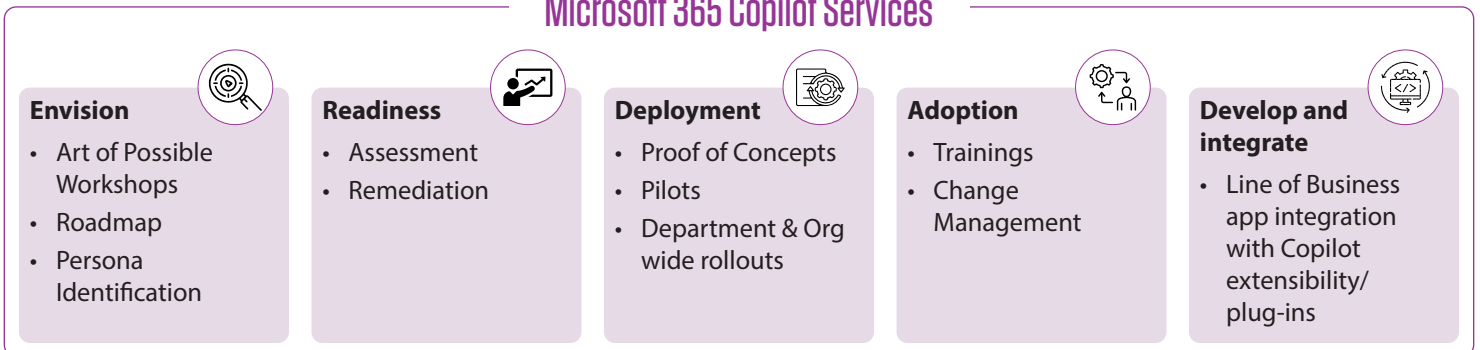 Microsoft 365 Copilot Services
Envision
• Art of Possible
Workshops
• Roadmap
• Persona
Identification
Readiness
• Assessment
• Remediation
Deployment
• Proof of Concepts
• Pilots
• Department & Org
wide rollouts
Adoption
• Trainings
• Change
Management
Develop and
integrate
• Line of Business
app integration
with Copilot
extensibility/
plug-ins